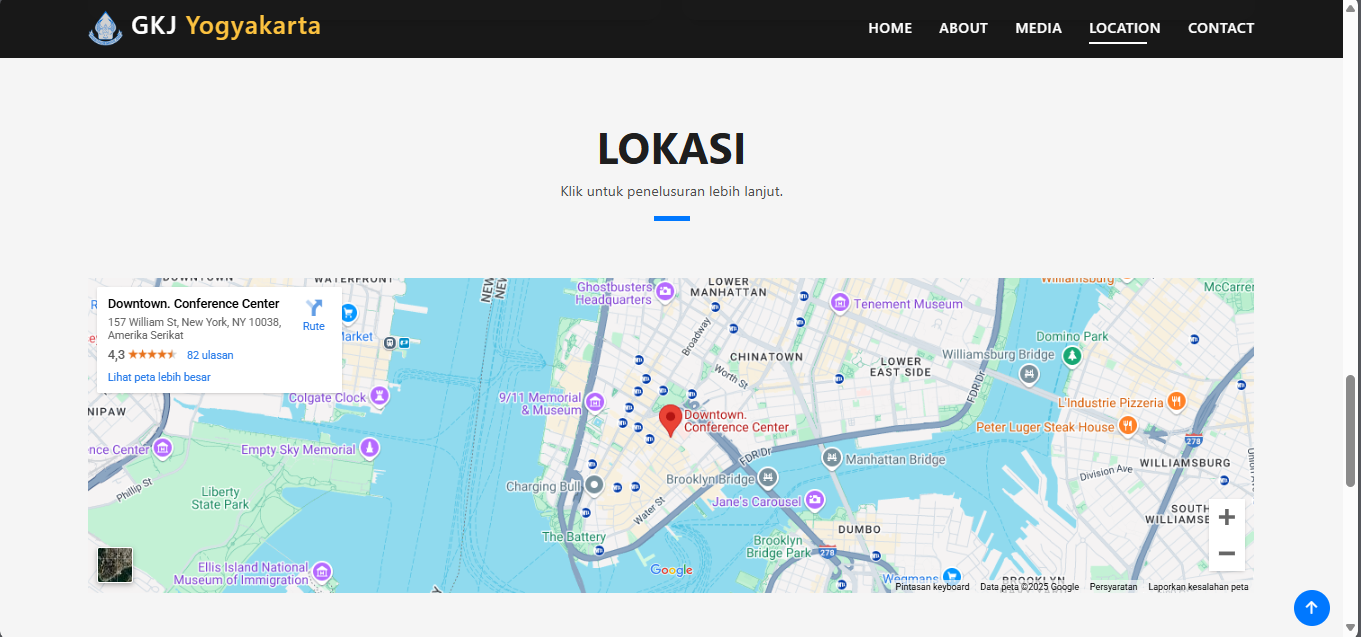 GKJ Yogyakarta
HOME ABOUT MEDIA LOCATION CONTACT
LOKASI
Klik untuk penelusuran lebih lanjut.
Downtown. Conference Center
157 William St, New York, NY 10038,
Amerika Serikat
Rute
4,3
82 ulasan
Lihat peta lebih besar
WATERFRONT
Ghostbusters
Headquarters
LOWER
MANHATTAN
Tenement Museum
Williamsburg
McCarren
Market
Broadway
CHINATOWN
Worth St
LOWER
EAST SIDE
Williamsburg Bridge
Domino Park
FDR Dr
Colgate Clock
9/11 Memorial
& Museum
Downtown.
Conference Center
L'Industrie Pizzeria
Peter Luger Steak House
278
NIPAW
nce Center
Empty Sky Memorial
FDR Dr
Manhattan Bridge
Division Ave
WILLIAMSBURG
Phillip St
Liberty
State Park
Charging Bull
Brooklyn Bridge
Jane's Carousel
Water St
SOUTH
WILLIAMSB
The Battery
DUMBO
Brooklyn
Bridge Park
278
Ellis Island National
Museum of Immigration
Google
Wegmans
BROOKLYN
Pintasan keyboard
Data peta ©2025 Google
Persyaratan
Laporkan kesalahan peta